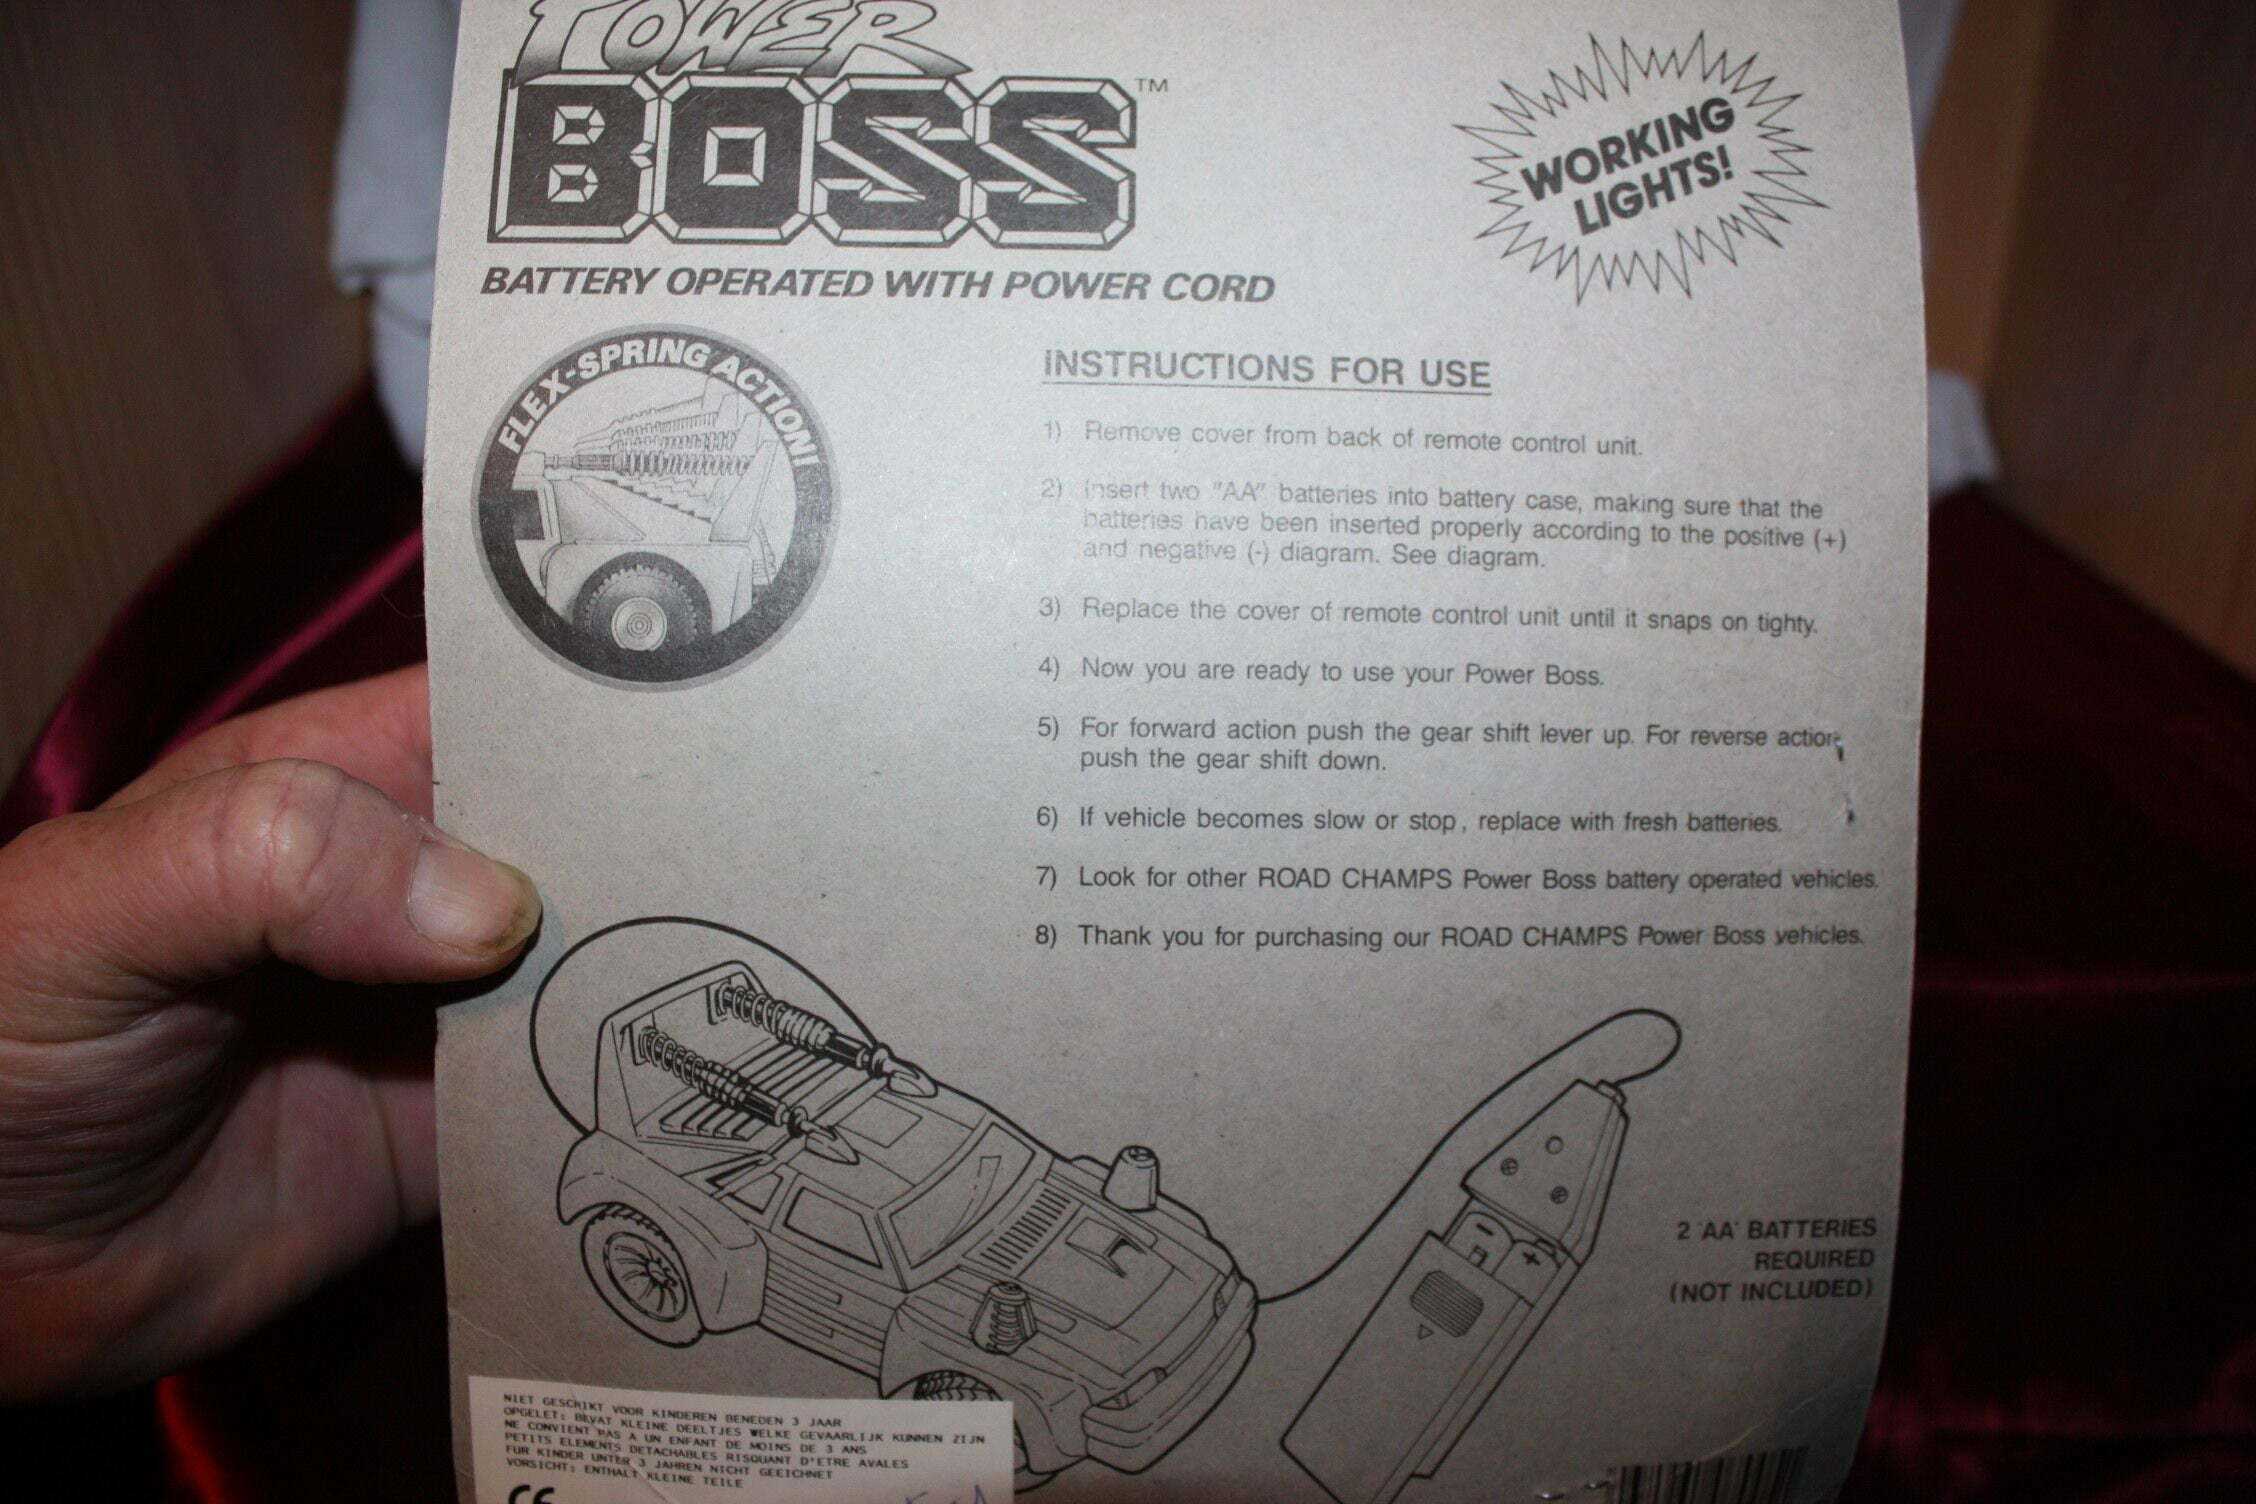 POWER
BOSS™
BATTERY OPERATED WITH POWER CORD
WORKING
LIGHTS!
FLEX-SPRING ACTION!
INSTRUCTIONS FOR USE
1) Remove cover from back of remote control unit.
2) Insert two "AA" batteries into battery case, making sure that the
batteries have been inserted properly according to the positive (+)
and negative (-) diagram. See diagram.
3) Replace the cover of remote control unit until it snaps on tighty.
4) Now you are ready to use your Power Boss.
5) For forward action push the gear shift lever up. For reverse action
push the gear shift down.
6) If vehicle becomes slow or stop, replace with fresh batteries.
7) Look for other ROAD CHAMPS Power Boss battery operated vehicles.
8) Thank you for purchasing our ROAD CHAMPS Power Boss vehicles.
- +
2 'AA' BATTERIES
REQUIRED
(NOT INCLUDED)
NIET GESCHIKT VOOR KINDEREN BENEDEN 3 JAAR
OPGELET: BEVAT KLEINE DEELTJES WELKE GEVAARLIJK KUNNEN ZIJN
NE CONVIENT PAS A UN ENFANT DE MOINS DE 3 ANS
PETITS ELEMENTS DETACHABLES RISQUANT D'ETRE AVALES
FUR KINDER UNTER 3 JAHREN NICHT GEEICHNET
VORSICHT: ENTHALT KLEINE TEILE
CE